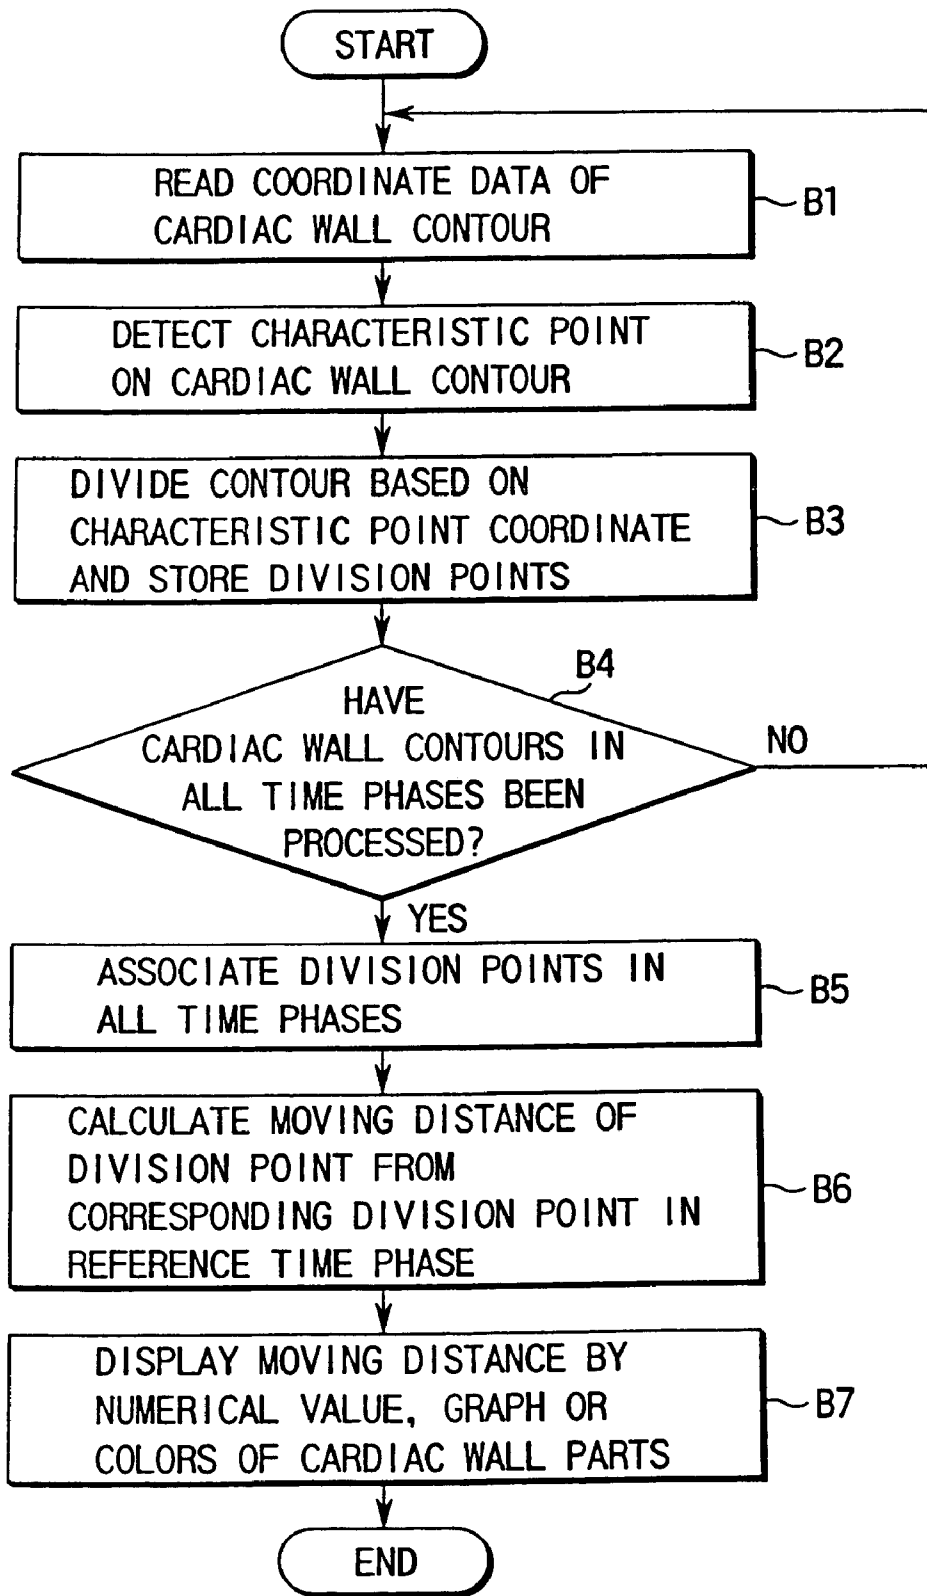 START
READ COORDINATE DATA OF
CARDIAC WALL CONTOUR
B1
DETECT CHARACTERISTIC POINT
ON CARDIAC WALL CONTOUR
B2
DIVIDE CONTOUR BASED ON
CHARACTERISTIC POINT COORDINATE
AND STORE DIVISION POINTS
B3
B4
HAVE
CARDIAC WALL CONTOURS IN
ALL TIME PHASES BEEN
PROCESSED?
NO
YES
ASSOCIATE DIVISION POINTS IN
ALL TIME PHASES
B5
CALCULATE MOVING DISTANCE OF
DIVISION POINT FROM
CORRESPONDING DIVISION POINT IN
REFERENCE TIME PHASE
B6
DISPLAY MOVING DISTANCE BY
NUMERICAL VALUE, GRAPH OR
COLORS OF CARDIAC WALL PARTS
B7
END